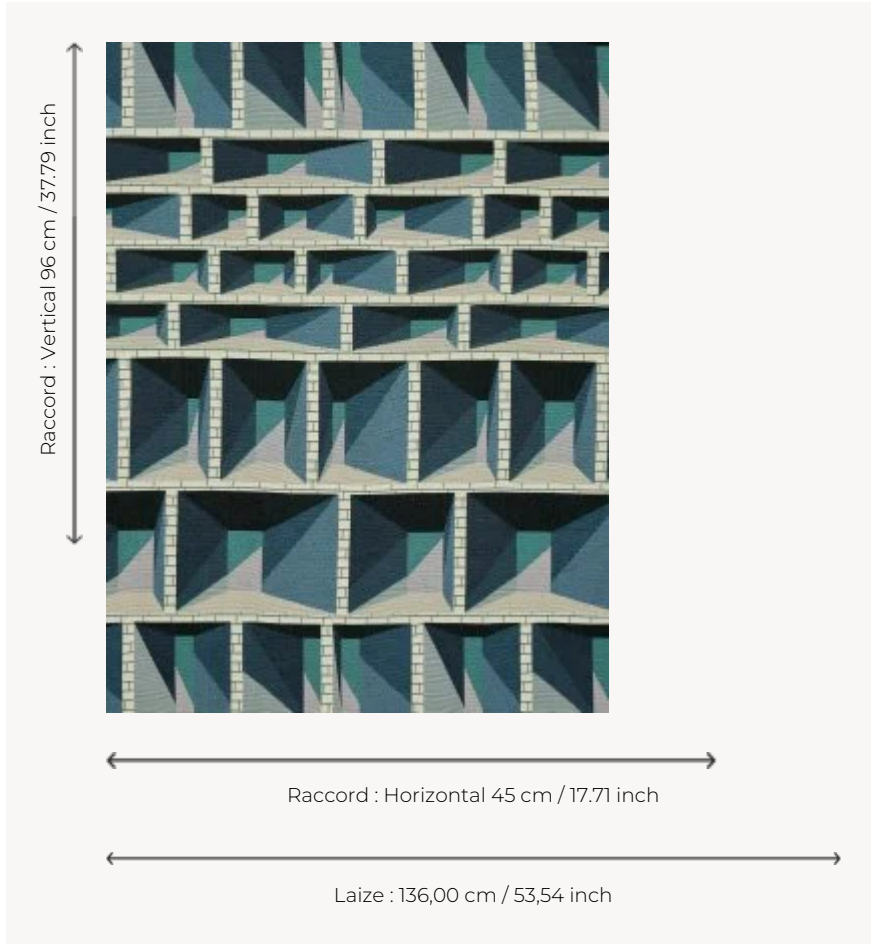 Raccord : Vertical 96 cm / 37.79 inch
Raccord : Horizontal 45 cm / 17.71 inch
Laize : 136,00 cm / 53,54 inch